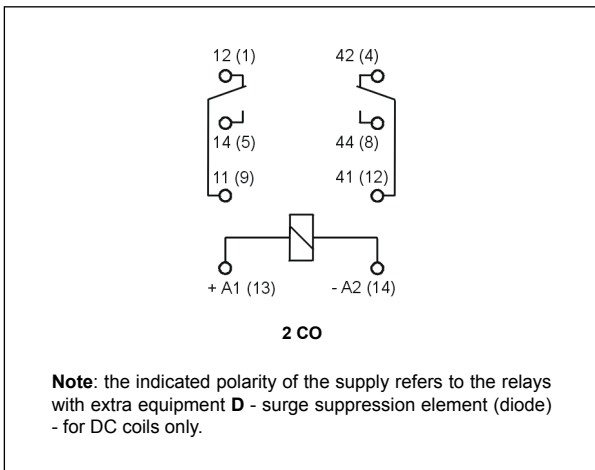 12 (1) 42 (4)
14 (5) 44 (8)
11 (9) 41 (12)
+ A1 (13) - A2 (14)
2 CO
Note: the indicated polarity of the supply refers to the relays
with extra equipment D - surge suppression element (diode)
- for DC coils only.